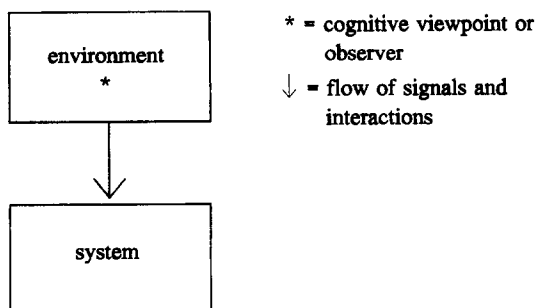 environment
*
system
* = cognitive viewpoint or
observer
↓ = flow of signals and
interactions